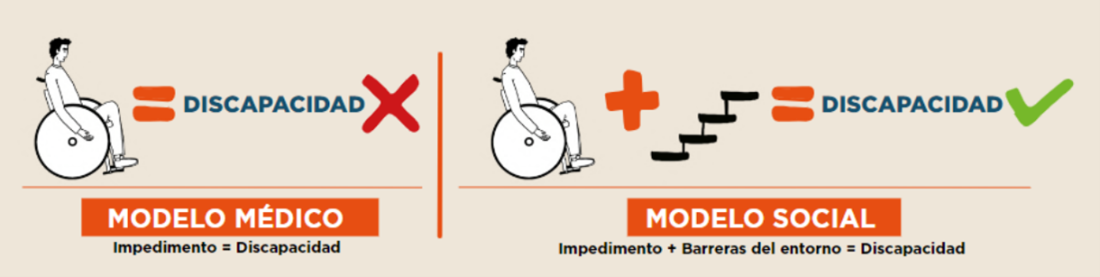 DISCAPACIDAD
MODELO MÉDICO
Impedimento = Discapacidad
DISCAPACIDAD
MODELO SOCIAL
Impedimento + Barreras del entorno = Discapacidad